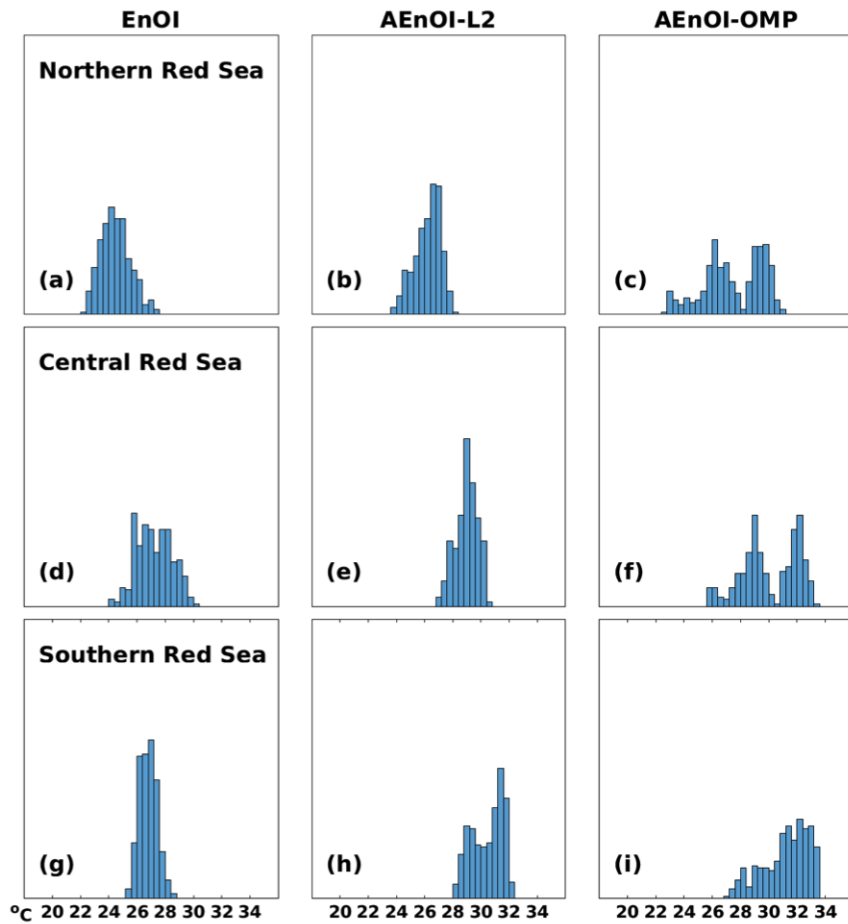 EnOI AEnOI-L2 AEnOI-OMP
Northern Red Sea
(a) (b) (c)
Central Red Sea
(d) (e) (f)
Southern Red Sea
(g) (h) (i)
°C 20 22 24 26 28 30 32 34 20 22 24 26 28 30 32 34 20 22 24 26 28 30 32 34